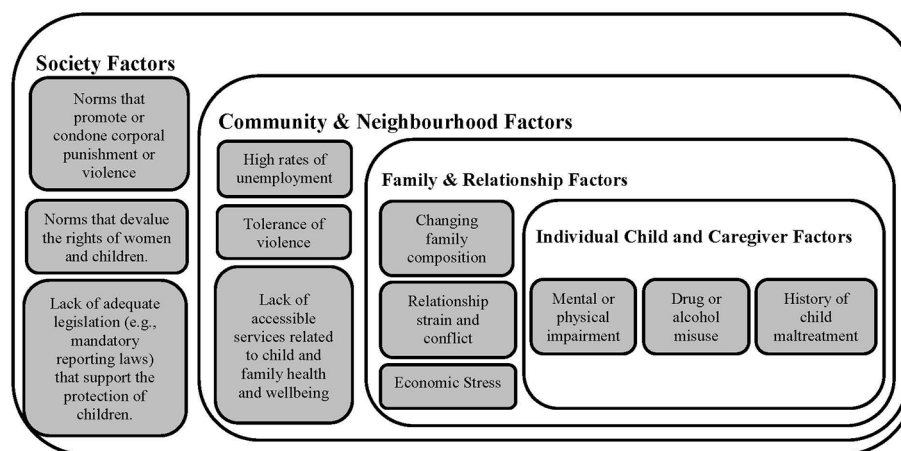 Society Factors
Norms that
promote or
condone corporal
punishment or
violence
Norms that devalue
the rights of women
and children.
Lack of adequate
legislation (e.g.,
mandatory
reporting laws)
that support the
protection of
children.
Community & Neighbourhood Factors
High rates of
unemployment
Tolerance of
violence
Lack of
accessible
services related
to child and
family health
and wellbeing
Family & Relationship Factors
Changing
family
composition
Relationship
strain and
conflict
Economic Stress
Individual Child and Caregiver Factors
Mental or
physical
impairment
Drug or
alcohol
misuse
History of
child
maltreatment